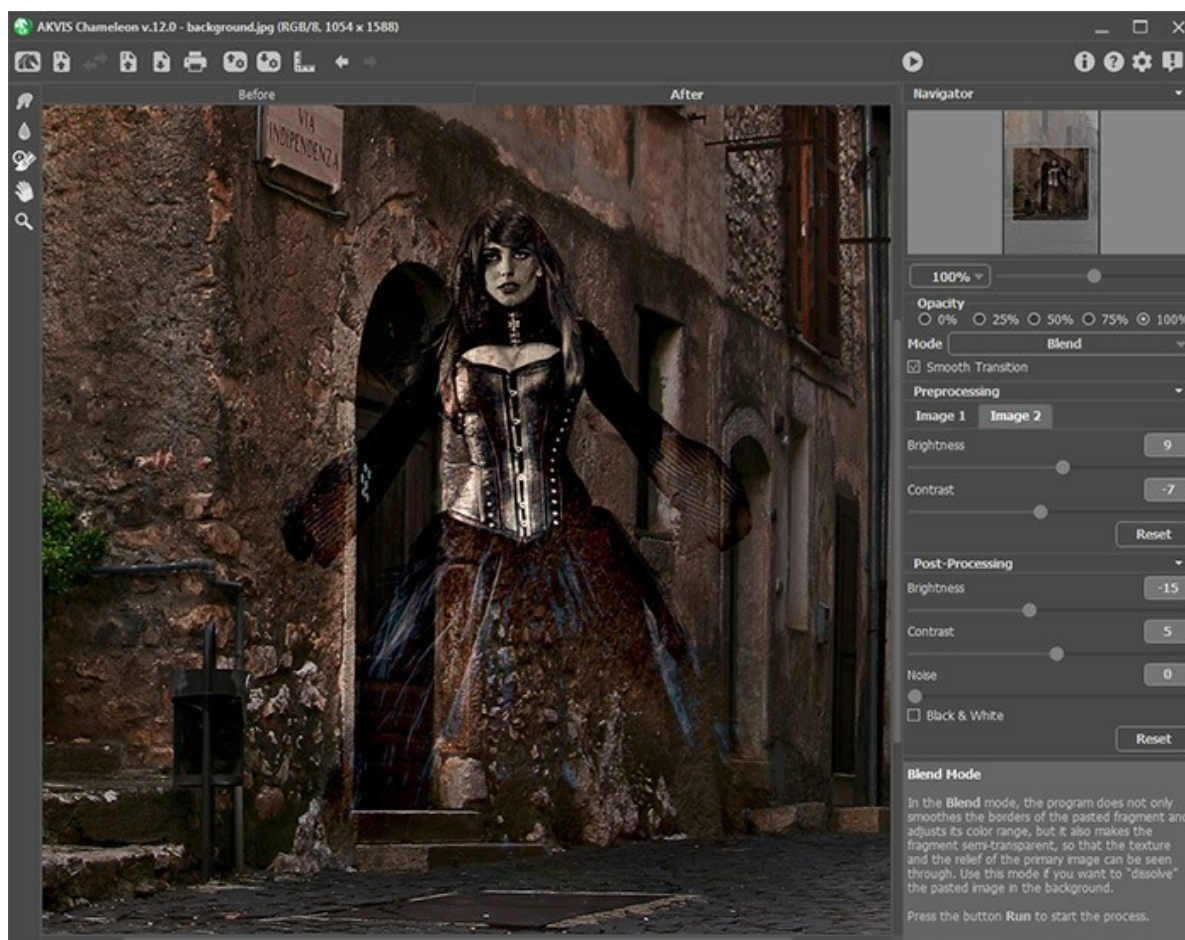 AKVIS Chameleon v.12.0 - background.jpg (RGB/8, 1054 x 1588)
Before
After
VIA
INDIPENDENZA
Navigator
100%
Opacity
0% 25% 50% 75% 100%
Mode Blend
Smooth Transition
Preprocessing
Image 1 Image 2
Brightness 9
Contrast -7
Reset
Post-Processing
Brightness -15
Contrast 5
Noise 0
Black & White
Reset
Blend Mode
In the Blend mode, the program does not only
smoothes the borders of the pasted fragment and
adjusts its color range, but it also makes the
fragment semi-transparent, so that the texture
and the relief of the primary image can be seen
through. Use this mode if you want to "dissolve"
the pasted image in the background.
Press the button Run to start the process.